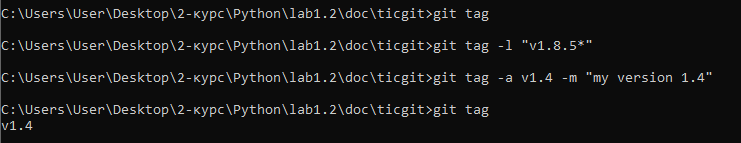 C:\Users\User\Desktop\2-курс\Python\lab1.2\doc\ticgit>git tag
C:\Users\User\Desktop\2-курс\Python\lab1.2\doc\ticgit>git tag -l "v1.8.5*"
C:\Users\User\Desktop\2-курс\Python\lab1.2\doc\ticgit>git tag -a v1.4 -m "my version 1.4"
C:\Users\User\Desktop\2-курс\Python\lab1.2\doc\ticgit>git tag
v1.4